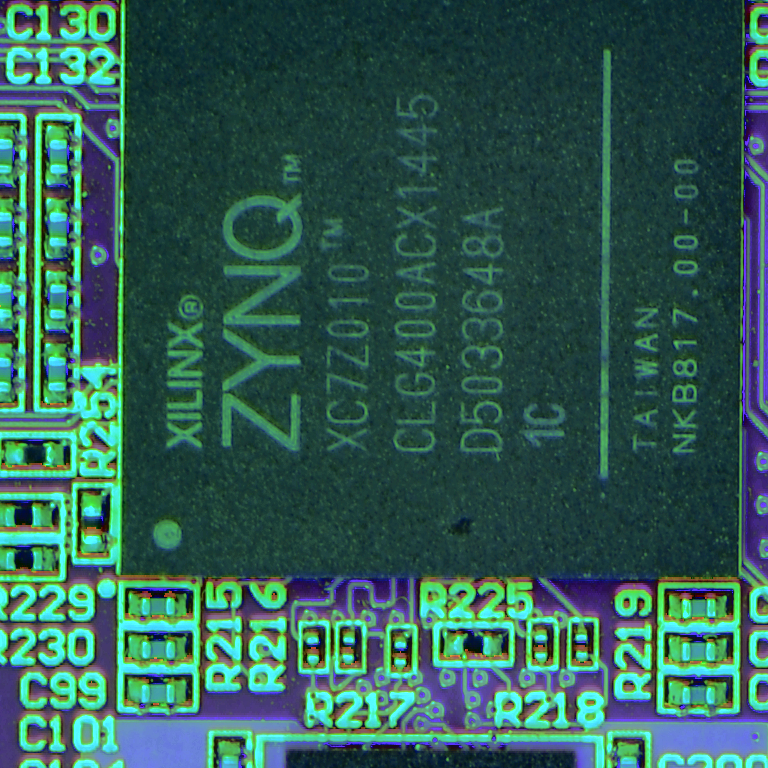 C130
C132
XILINX®
ZYNQ™
XC7Z010™
CLG400ACX1445
D5033648A
1C
TAIWAN
NKB817.00-00
R254
R229
R230
C99
C101
R215
R216
R225
R217
R218
R219